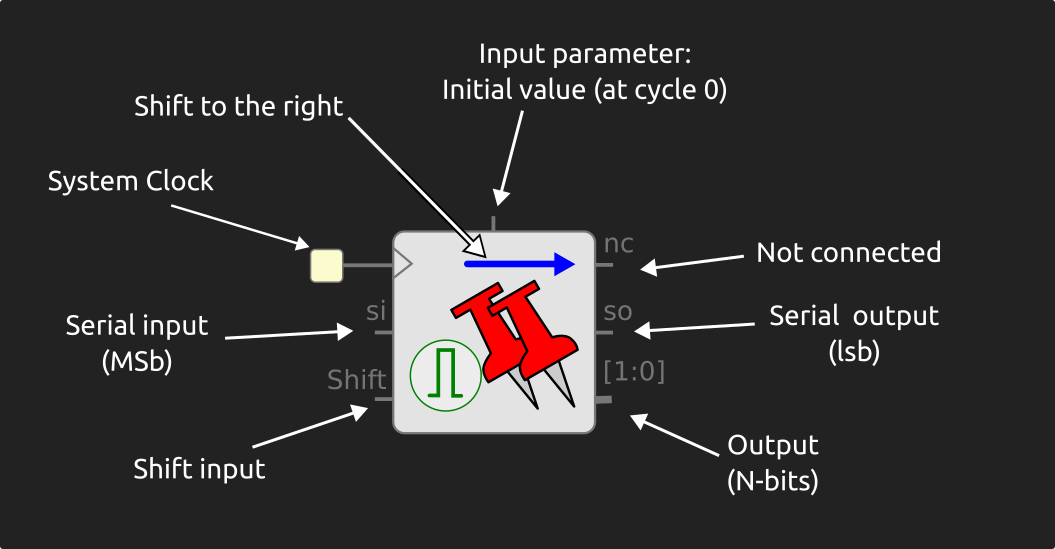 Input parameter:
Initial value (at cycle 0)
Shift to the right
System Clock
nc
Not connected
si
so
Serial input
(MSb)
Serial output
(lsb)
Shift
[1:0]
Shift input
Output
(N-bits)